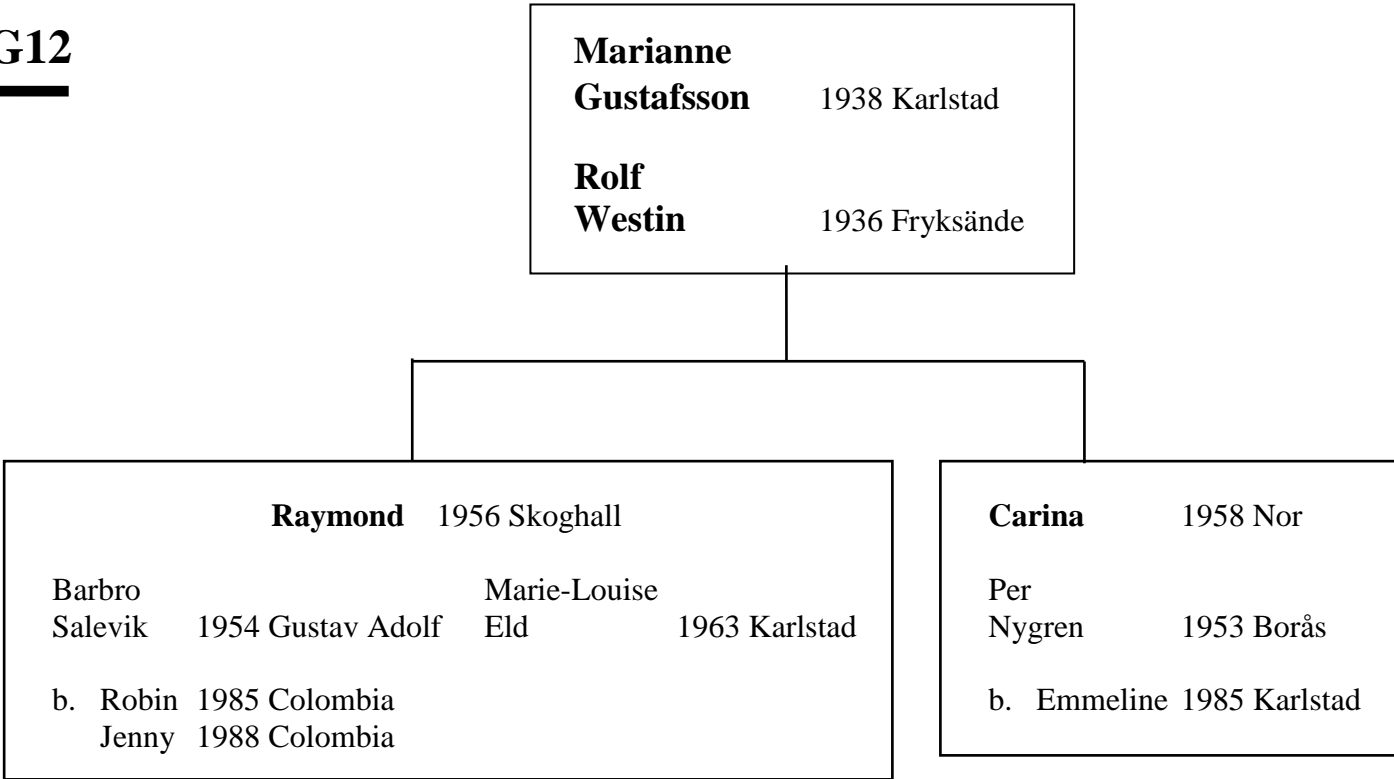 G12
Marianne
Gustafsson 1938 Karlstad
Rolf
Westin 1936 Fryksände
Raymond 1956 Skoghall
Barbro Marie-Louise
Salevik 1954 Gustav Adolf Eld 1963 Karlstad
b. Robin 1985 Colombia
Jenny 1988 Colombia
Carina 1958 Nor
Per
Nygren 1953 Borås
b. Emmeline 1985 Karlstad